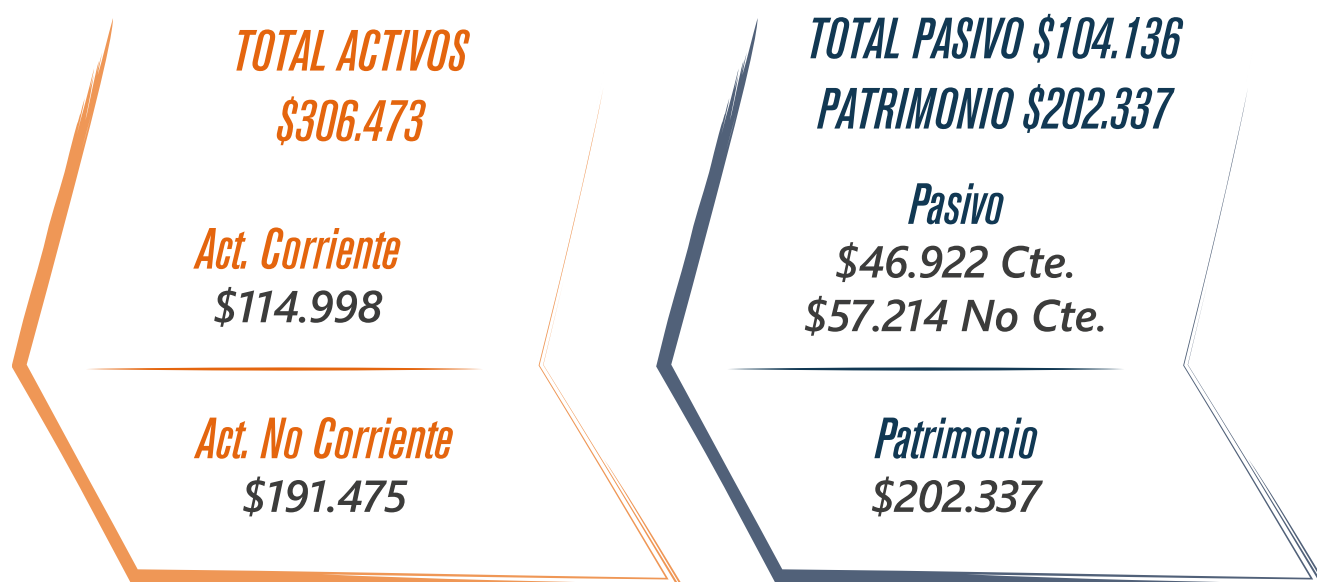 TOTAL ACTIVOS
$306.473
Act. Corriente
$114.998
Act. No Corriente
$191.475
TOTAL PASIVO $104.136
PATRIMONIO $202.337
Pasivo
$46.922 Cte.
$57.214 No Cte.
Patrimonio
$202.337